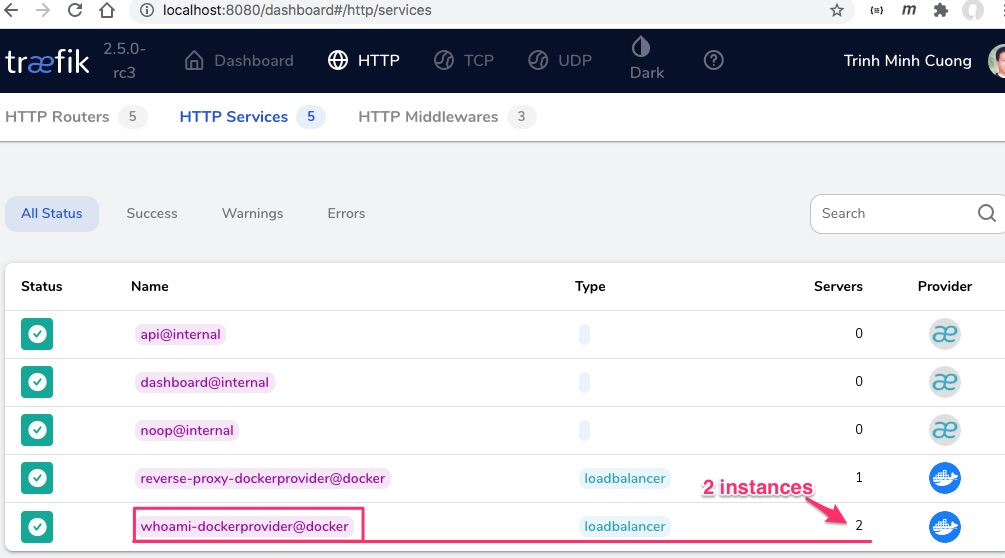 localhost:8080/dashboard#/http/services
træfik 2.5.0-rc3 Dashboard HTTP TCP UDP Dark Trinh Minh Cuong
HTTP Routers 5 HTTP Services 5 HTTP Middlewares 3
All Status Success Warnings Errors Search
Status Name Type Servers Provider
api@internal 0 æ
dashboard@internal 0 æ
noop@internal 0 æ
reverse-proxy-dockerprovider@docker loadbalancer 1
2 instances
whoami-dockerprovider@docker loadbalancer 2